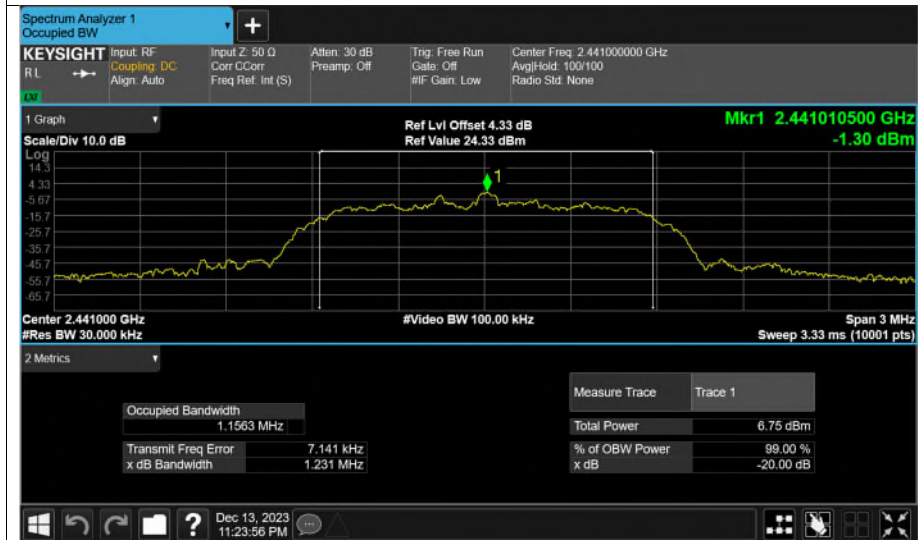 Spectrum Analyzer 1
Occupied BW
KEYSIGHT
RL
LXI
Input: RF
Coupling: DC
Align: Auto
Input Z: 50 Ω
Corr CCorr
Freq Ref: Int (S)
Atten: 30 dB
Preamp: Off
Trig: Free Run
Gate: Off
#IF Gain: Low
Center Freq: 2.441000000 GHz
Avg|Hold: 100/100
Radio Std: None
1 Graph
Scale/Div 10.0 dB
Ref Lvl Offset 4.33 dB
Ref Value 24.33 dBm
Mkr1 2.441010500 GHz
-1.30 dBm
Log
14.3
4.33
-5.67
-15.7
-25.7
-35.7
-45.7
-55.7
-65.7
1
Center 2.441000 GHz
#Res BW 30.000 kHz
#Video BW 100.00 kHz
Span 3 MHz
Sweep 3.33 ms (10001 pts)
2 Metrics
Measure Trace Trace 1
Occupied Bandwidth
1.1563 MHz
Total Power 6.75 dBm
Transmit Freq Error 7.141 kHz
x dB Bandwidth 1.231 MHz
% of OBW Power 99.00 %
x dB -20.00 dB
?
Dec 13, 2023
11:23:56 PM